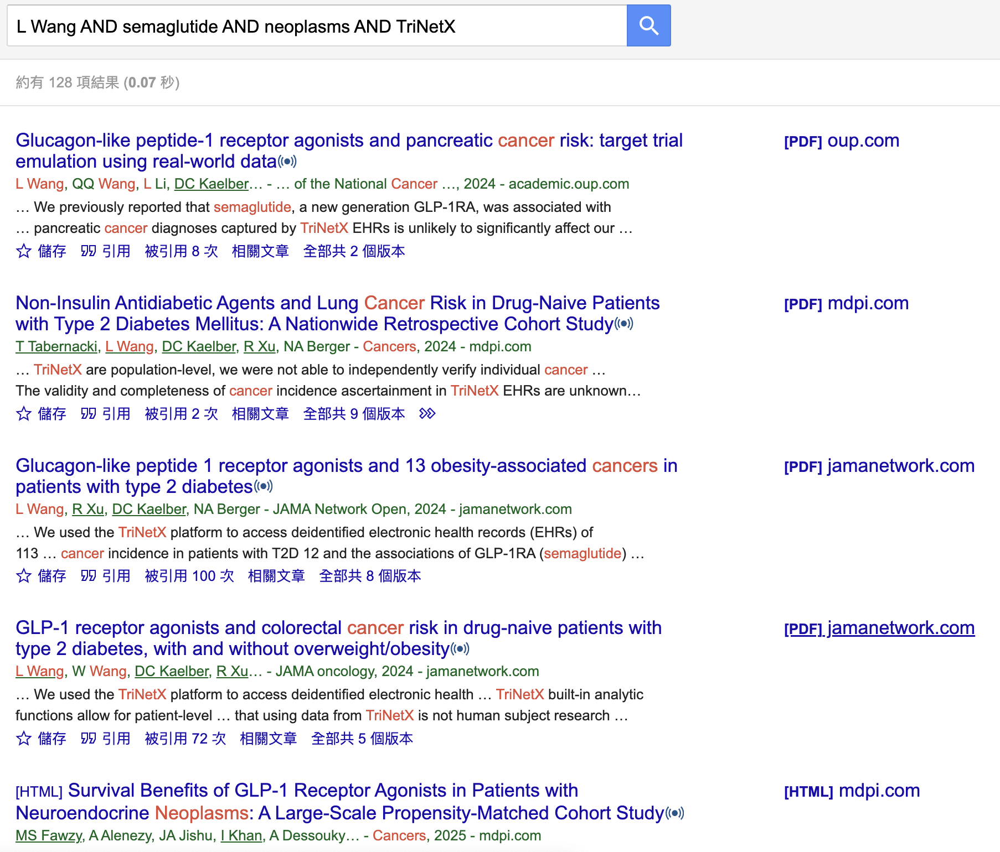 L Wang AND semaglutide AND neoplasms AND TriNetX
約有 128 項結果 (0.07 秒)
Glucagon-like peptide-1 receptor agonists and pancreatic cancer risk: target trial
emulation using real-world data
[PDF] oup.com
L Wang, QQ Wang, L Li, DC Kaelber… - … of the National Cancer …, 2024 - academic.oup.com
… We previously reported that semaglutide, a new generation GLP-1RA, was associated with
… pancreatic cancer diagnoses captured by TriNetX EHRs is unlikely to significantly affect our …
儲存 引用 被引用 8 次 相關文章 全部共 2 個版本
Non-Insulin Antidiabetic Agents and Lung Cancer Risk in Drug-Naive Patients
with Type 2 Diabetes Mellitus: A Nationwide Retrospective Cohort Study
[PDF] mdpi.com
T Tabernacki, L Wang, DC Kaelber, R Xu, NA Berger - Cancers, 2024 - mdpi.com
… TriNetX are population-level, we were not able to independently verify individual cancer …
The validity and completeness of cancer incidence ascertainment in TriNetX EHRs are unknown…
儲存 引用 被引用 2 次 相關文章 全部共 9 個版本
Glucagon-like peptide 1 receptor agonists and 13 obesity-associated cancers in
patients with type 2 diabetes
[PDF] jamanetwork.com
L Wang, R Xu, DC Kaelber, NA Berger - JAMA Network Open, 2024 - jamanetwork.com
… We used the TriNetX platform to access deidentified electronic health records (EHRs) of
113 … cancer incidence in patients with T2D 12 and the associations of GLP-1RA (semaglutide) …
儲存 引用 被引用 100 次 相關文章 全部共 8 個版本
GLP-1 receptor agonists and colorectal cancer risk in drug-naive patients with
type 2 diabetes, with and without overweight/obesity
[PDF] jamanetwork.com
L Wang, W Wang, DC Kaelber, R Xu… - JAMA oncology, 2024 - jamanetwork.com
… We used the TriNetX platform to access deidentified electronic health … TriNetX built-in analytic
functions allow for patient-level … that using data from TriNetX is not human subject research …
儲存 引用 被引用 72 次 相關文章 全部共 5 個版本
[HTML] Survival Benefits of GLP-1 Receptor Agonists in Patients with
Neuroendocrine Neoplasms: A Large-Scale Propensity-Matched Cohort Study
[HTML] mdpi.com
MS Fawzy, A Alenezy, JA Jishu, I Khan, A Dessouky… - Cancers, 2025 - mdpi.com